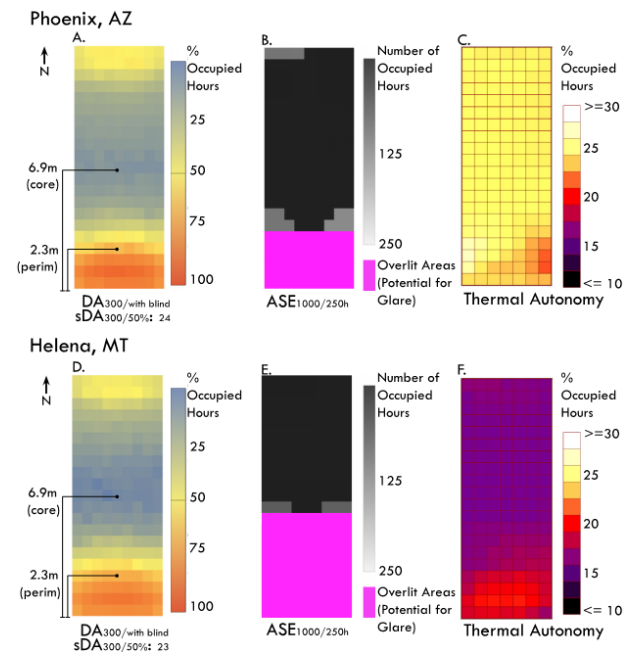 Phoenix, AZ
A.
N
%
Occupied
Hours
25
50
75
100
6.9m
(core)
2.3m
(perim)
DA300/with blind
sDA300/50%: 24
B.
Number of
Occupied
Hours
125
250
Overlit Areas
(Potential for
Glare)
ASE1000/250h
C.
%
Occupied
Hours
>=30
25
20
15
<= 10
Thermal Autonomy
Helena, MT
D.
N
%
Occupied
Hours
25
50
75
100
6.9m
(core)
2.3m
(perim)
DA300/with blind
sDA300/50%: 23
E.
Number of
Occupied
Hours
125
250
Overlit Areas
(Potential for
Glare)
ASE1000/250h
F.
%
Occupied
Hours
>=30
25
20
15
<= 10
Thermal Autonomy